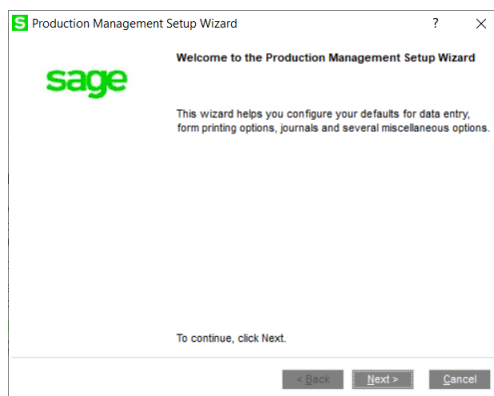 S Production Management Setup Wizard ? ×
sage
Welcome to the Production Management Setup Wizard
This wizard helps you configure your defaults for data entry,
form printing options, journals and several miscellaneous options.
To continue, click Next.
< Back Next > Cancel